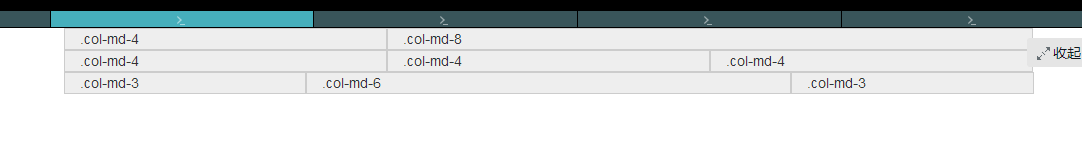 .col-md-4 .col-md-8
.col-md-4 .col-md-4 .col-md-4
收起
.col-md-3 .col-md-6 .col-md-3